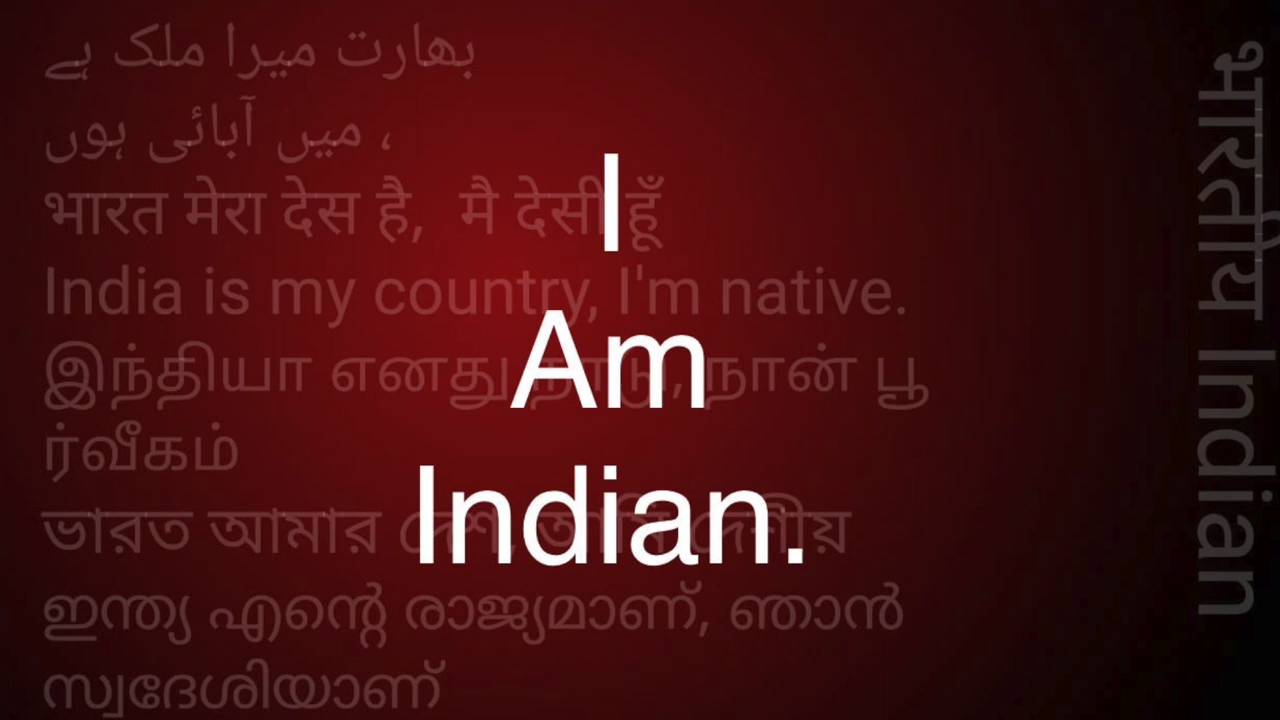 بھارت میرا ملک ہے
، میں آبائی ہوں
भारत मेरा देस है, मै देसी हूँ
India is my country, I'm native.
இந்தியா எனது நாடு, நான் பூ
ர்வீகம்
ভারত আমার দেশ, আমি দেশীয়
ഇന്ത്യ എന്റെ രാജ്യമാണ്, ഞാൻ
സ്വദേശിയാണ്
I
Am
Indian.
भारतीय Indian